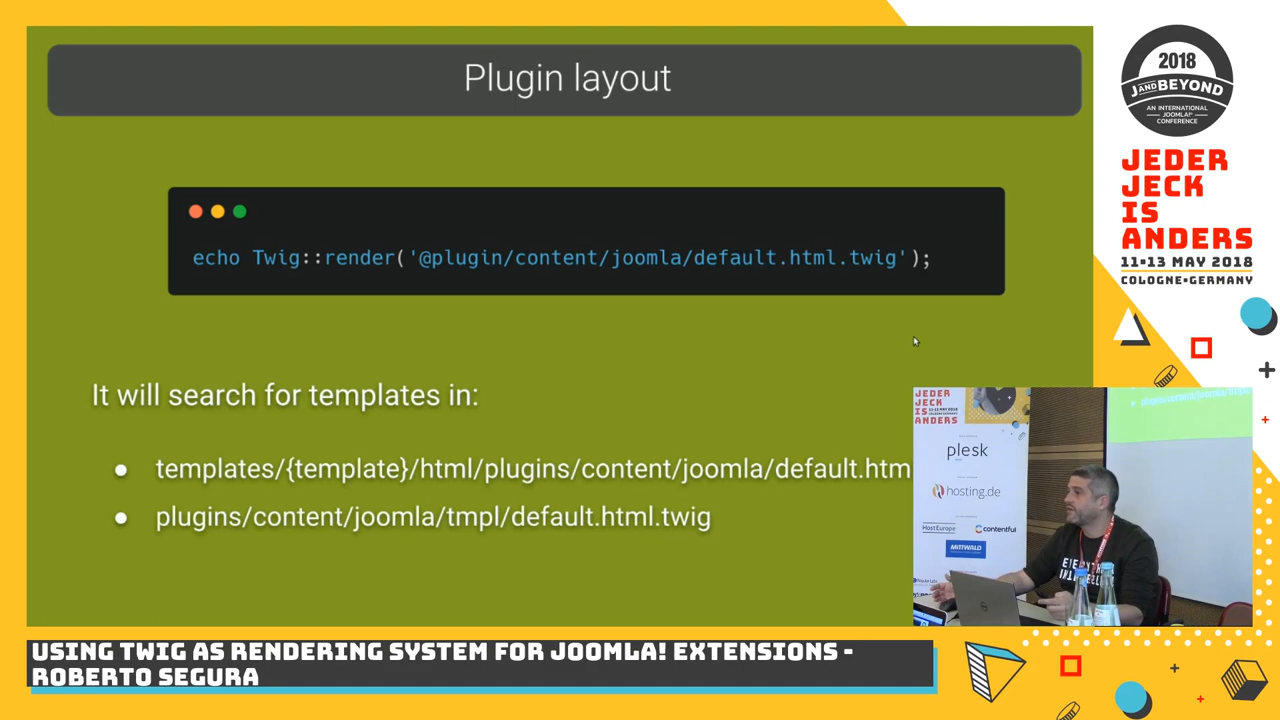 Plugin layout
echo Twig::render('@plugin/content/joomla/default.html.twig');
It will search for templates in:
● templates/{template}/html/plugins/content/joomla/default.htm
● plugins/content/joomla/tmpl/default.html.twig
2018
J AND BEYOND
AN INTERNATIONAL
JOOMLA!® CONFERENCE
JEDER
JECK
IS
ANDERS
11-13 MAY 2018
COLOGNE•GERMANY
JEDER
JECK
IS
ANDERS
plesk
hosting.de
HostEurope
contentful
MITTWALD
USING TWIG AS RENDERING SYSTEM FOR JOOMLA! EXTENSIONS -
ROBERTO SEGURA